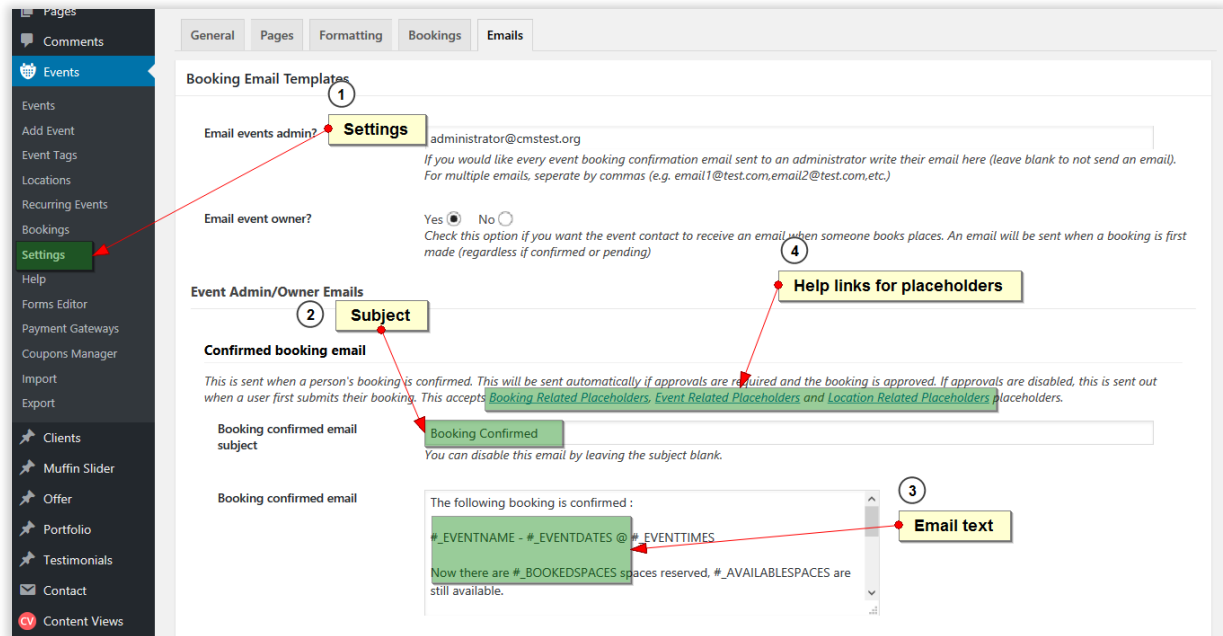 Pages
Comments
Events
Events
Add Event
Event Tags
Locations
Recurring Events
Bookings
Settings
Help
Forms Editor
Payment Gateways
Coupons Manager
Import
Export
Clients
Muffin Slider
Offer
Portfolio
Testimonials
Contact
CV Content Views
General Pages Formatting Bookings Emails
Booking Email Templates
1
Settings
Email events admin?
administrator@cmstest.org
If you would like every event booking confirmation email sent to an administrator write their email here (leave blank to not send an email).
For multiple emails, seperate by commas (e.g. email1@test.com,email2@test.com,etc.)
Email event owner?
Yes No
Check this option if you want the event contact to receive an email when someone books places. An email will be sent when a booking is first
made (regardless if confirmed or pending)
4
Help links for placeholders
Event Admin/Owner Emails
2
Subject
Confirmed booking email
This is sent when a person's booking is confirmed. This will be sent automatically if approvals are required and the booking is approved. If approvals are disabled, this is sent out
when a user first submits their booking. This accepts Booking Related Placeholders, Event Related Placeholders and Location Related Placeholders placeholders.
Booking confirmed email
subject
Booking Confirmed
You can disable this email by leaving the subject blank.
Booking confirmed email
The following booking is confirmed :
#_EVENTNAME - #_EVENTDATES @ #_EVENTTIMES
Now there are #_BOOKEDSPACES spaces reserved, #_AVAILABLESPACES are
still available.
3
Email text